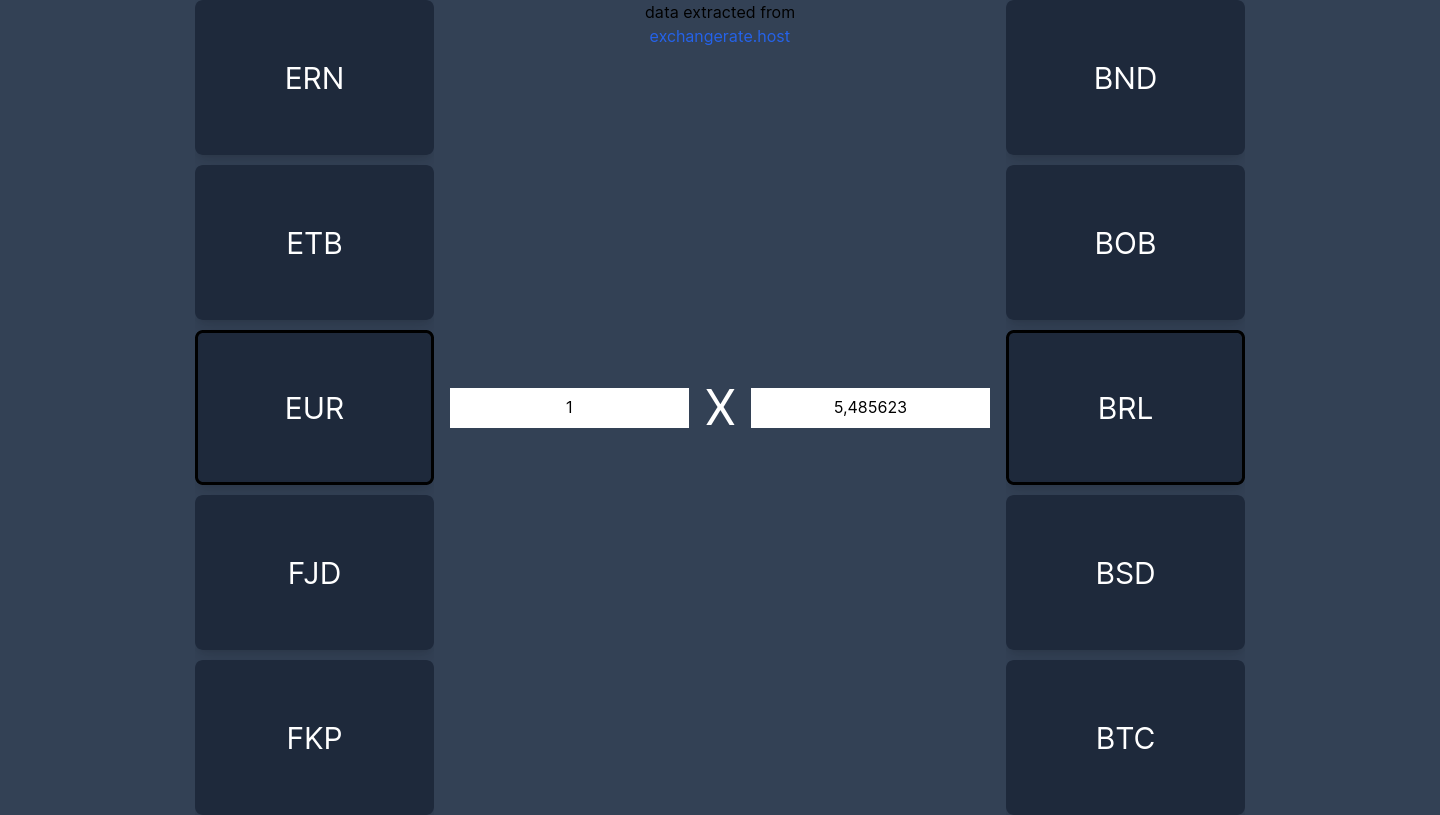 data extracted from
exchangerate.host
ERN
ETB
EUR
FJD
FKP
1
X
5,485623
BND
BOB
BRL
BSD
BTC